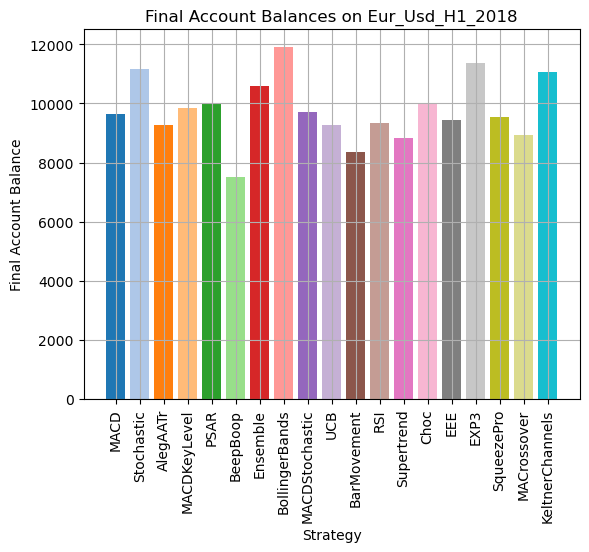 Final Account Balances on Eur_Usd_H1_2018
Final Account Balance
12000
10000
8000
6000
4000
2000
0
MACD
Stochastic
AlegAATr
MACDKeyLevel
PSAR
BeepBoop
Ensemble
BollingerBands
MACDStochastic
UCB
BarMovement
RSI
Supertrend
Choc
EEE
EXP3
SqueezePro
MACrossover
KeltnerChannels
Strategy